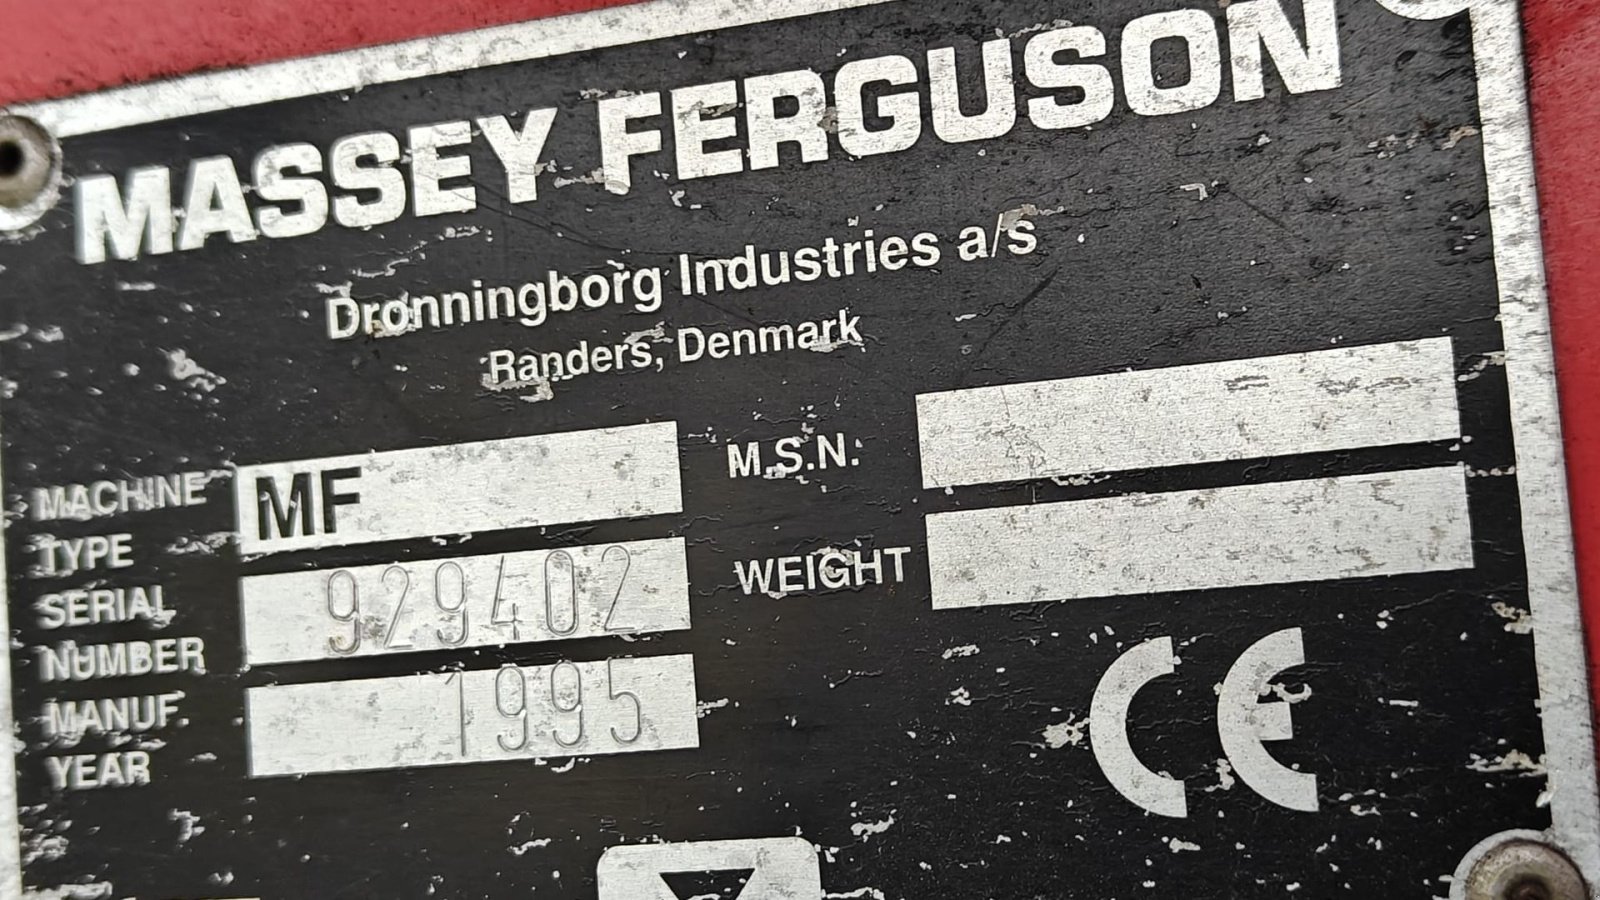 MASSEY FERGUSON
Dronningborg Industries a/s
Randers, Denmark
MACHINE TYPE MF
SERIAL NUMBER 929402
MANUF. YEAR 1995
M.S.N.:
WEIGHT
CE